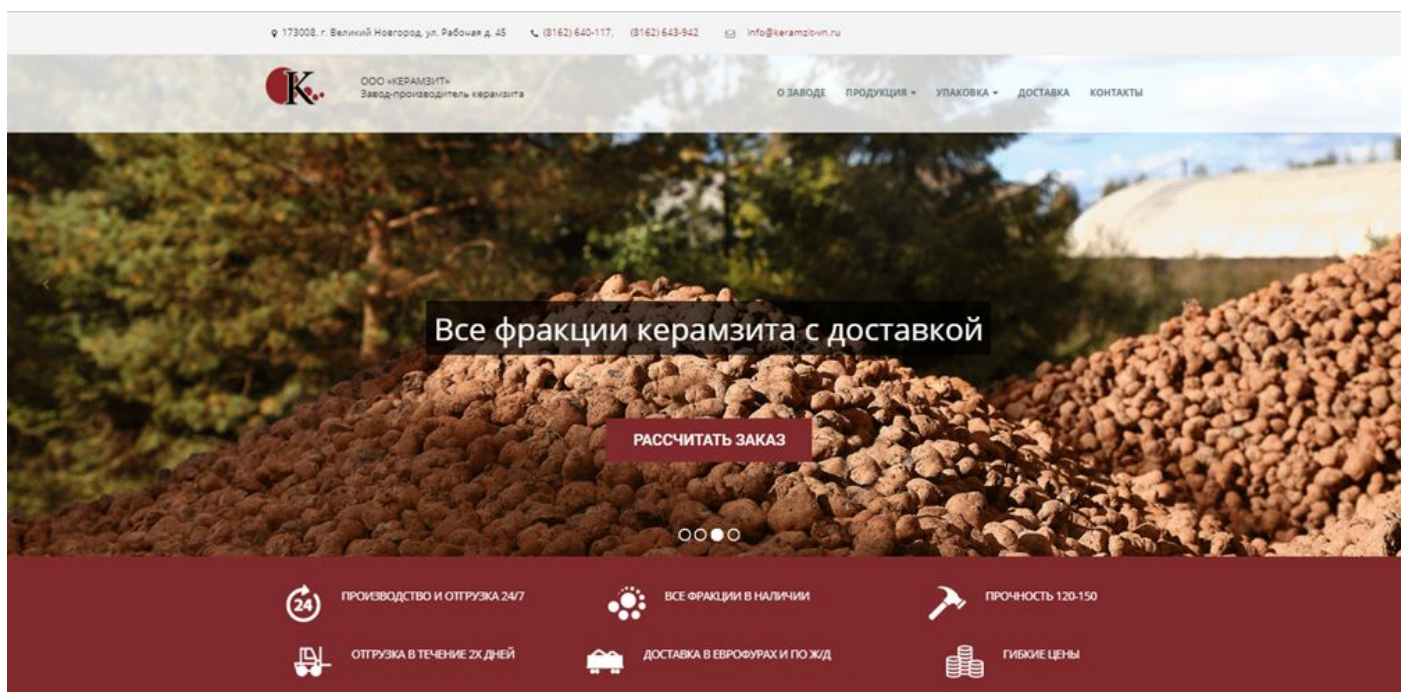 173008, г. Великий Новгород, ул. Рабочая д. 45 (8162) 640-117, (8162) 643-942 info@keramzit-vn.ru
К
ООО «КЕРАМЗИТ»
Завод-производитель керамзита
О ЗАВОДЕ ПРОДУКЦИЯ УПАКОВКА ДОСТАВКА КОНТАКТЫ
Все фракции керамзита с доставкой
РАССЧИТАТЬ ЗАКАЗ
24 ПРОИЗВОДСТВО И ОТГРУЗКА 24/7 ВСЕ ФРАКЦИИ В НАЛИЧИИ ПРОЧНОСТЬ 120-150
ОТГРУЗКА В ТЕЧЕНИЕ 2Х ДНЕЙ ДОСТАВКА В ЕВРОФУРАХ И ПО Ж/Д ГИБКИЕ ЦЕНЫ